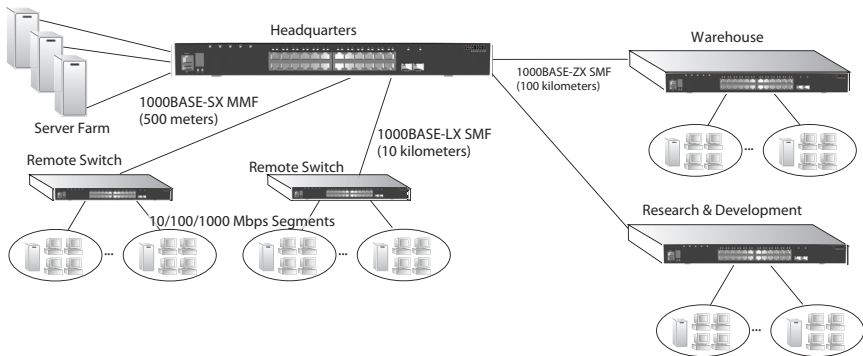 Headquarters
Warehouse
1000BASE-ZX SMF
(100 kilometers)
1000BASE-SX MMF
(500 meters)
Server Farm
1000BASE-LX SMF
(10 kilometers)
Remote Switch
Remote Switch
10/100/1000 Mbps Segments
Research & Development
...
...
...
...
...